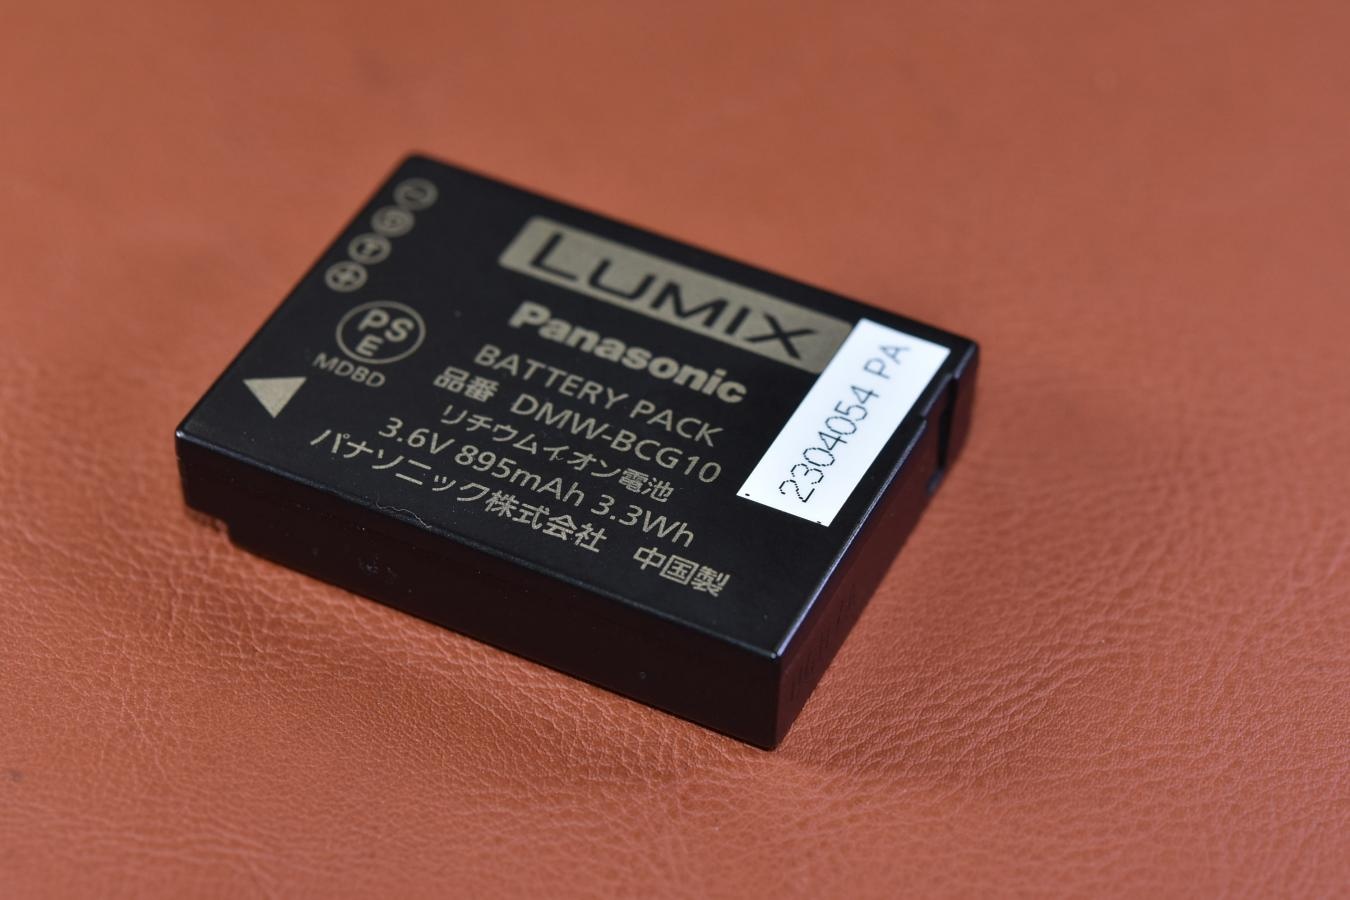 LUMIX
Panasonic
BATTERY PACK
品番 DMW-BCG10
リチウムイオン電池
3.6V 895mAh 3.3Wh
パナソニック株式会社 中国製
PS
E
MDBD
T
2304054 PA